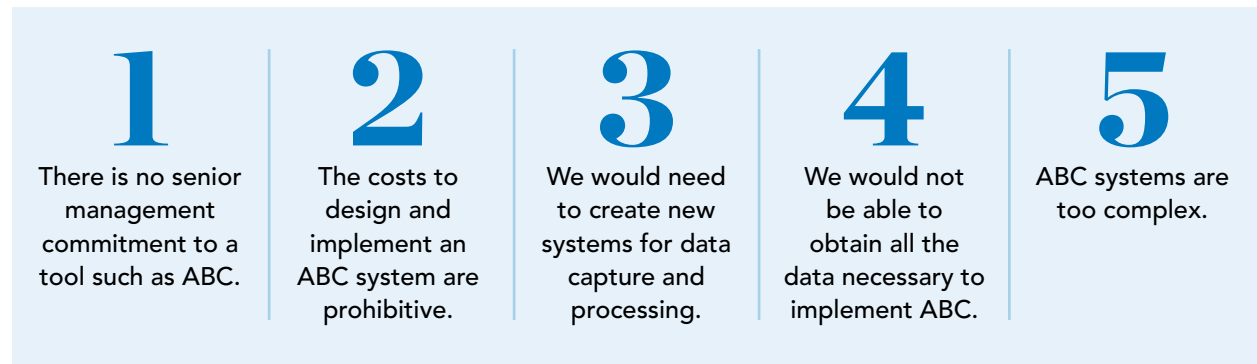 1
There is no senior
management
commitment to a
tool such as ABC.
2
The costs to
design and
implement an
ABC system are
prohibitive.
3
We would need
to create new
systems for data
capture and
processing.
4
We would not
be able to
obtain all the
data necessary to
implement ABC.
5
ABC systems are
too complex.